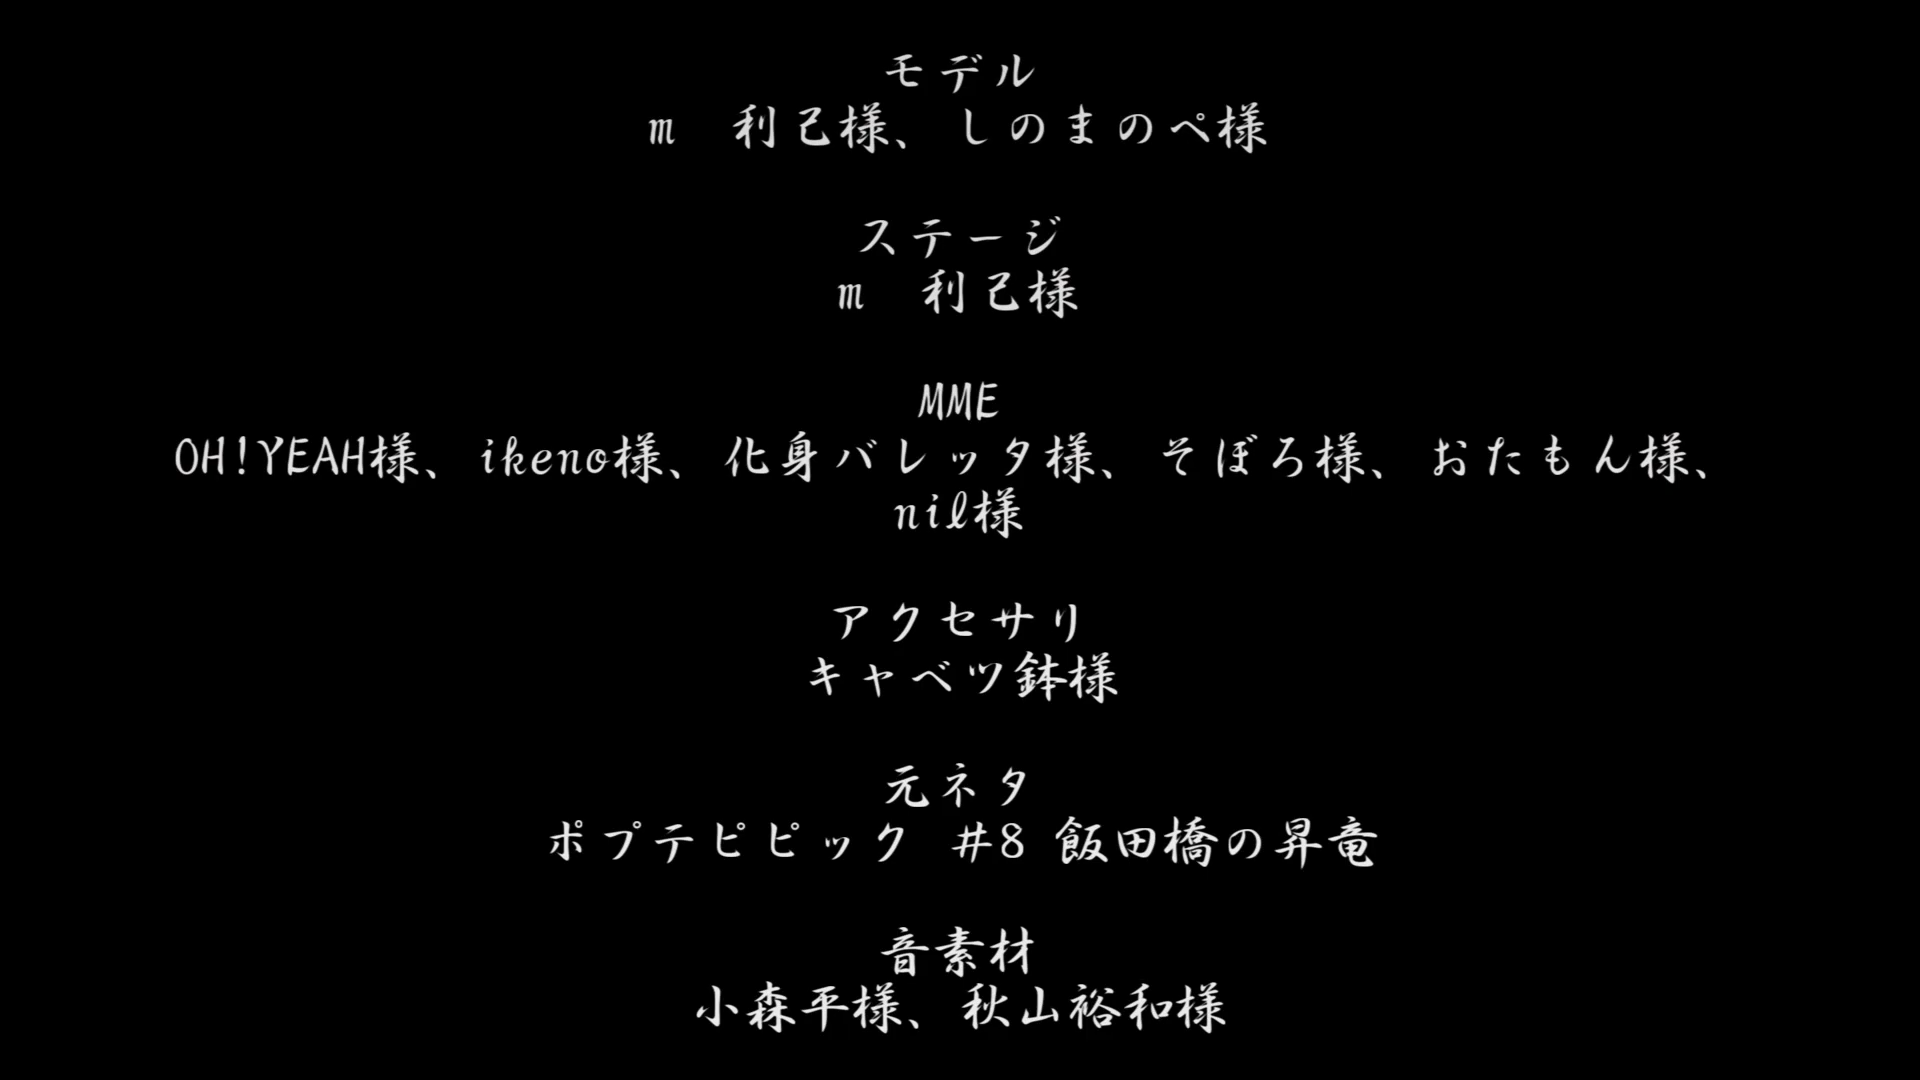 モデル
m　利己様、しのまのぺ様
ステージ
m　利己様
MME
OH!YEAH様、ikeno様、化身バレッタ様、そぼろ様、おたもん様、
nil様
アクセサリ
キャベツ鉢様
元ネタ
ポプテピピック #8 飯田橋の昇竜
音素材
小森平様、秋山裕和様